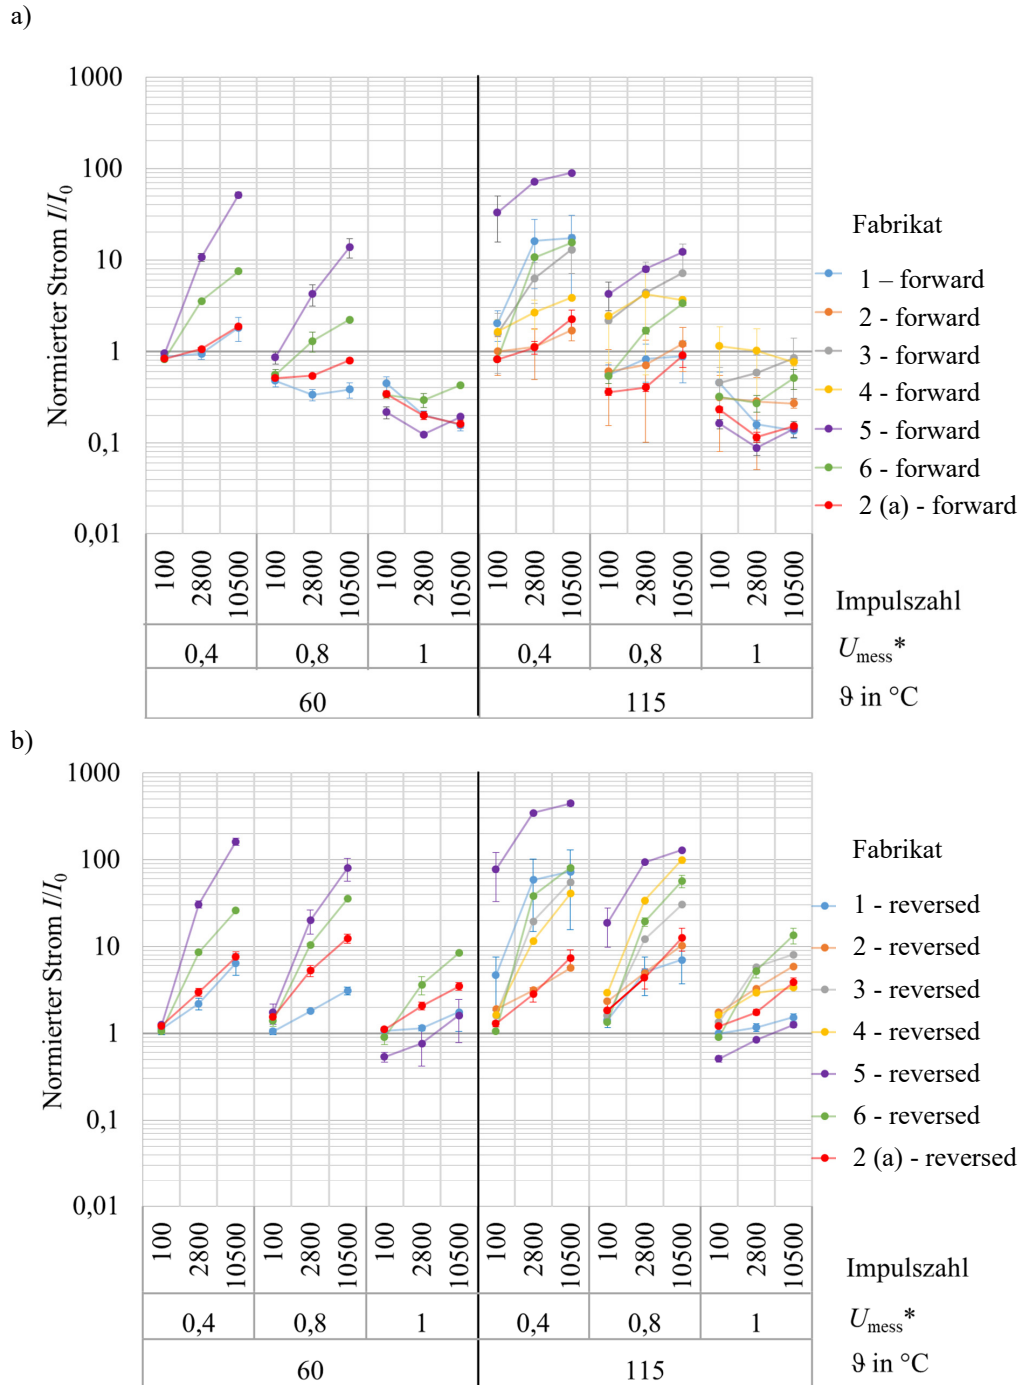 a)
1000
100
10
1
0,1
0,01
Normierter Strom I/I0
Fabrikat
1 – forward
2 - forward
3 - forward
4 - forward
5 - forward
6 - forward
2 (a) - forward
100 2800 10500 100 2800 10500 100 2800 10500 100 2800 10500 100 2800 10500 100 2800 10500 Impulszahl
0,4 0,8 1 0,4 0,8 1 Umess*
60 115 ϑ in °C
b)
1000
100
10
1
0,1
0,01
Normierter Strom I/I0
Fabrikat
1 - reversed
2 - reversed
3 - reversed
4 - reversed
5 - reversed
6 - reversed
2 (a) - reversed
100 2800 10500 100 2800 10500 100 2800 10500 100 2800 10500 100 2800 10500 100 2800 10500 Impulszahl
0,4 0,8 1 0,4 0,8 1 Umess*
60 115 ϑ in °C